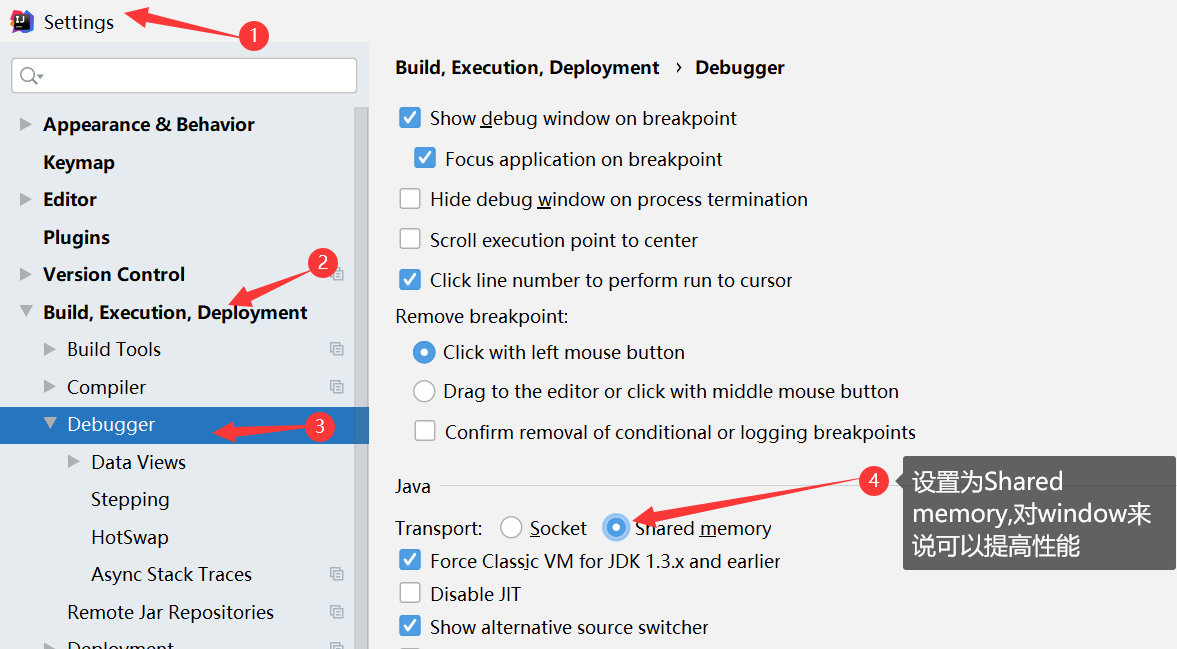 Settings
1
Appearance & Behavior
Keymap
Editor
Plugins
Version Control
2
Build, Execution, Deployment
Build Tools
Compiler
Debugger
3
Data Views
Stepping
HotSwap
Async Stack Traces
Remote Jar Repositories
Deployment
Build, Execution, Deployment › Debugger
Show debug window on breakpoint
Focus application on breakpoint
Hide debug window on process termination
Scroll execution point to center
Click line number to perform run to cursor
Remove breakpoint:
Click with left mouse button
Drag to the editor or click with middle mouse button
Confirm removal of conditional or logging breakpoints
Java
4
设置为Shared
memory,对window来
说可以提高性能
Transport: Socket Shared memory
Force Classic VM for JDK 1.3.x and earlier
Disable JIT
Show alternative source switcher